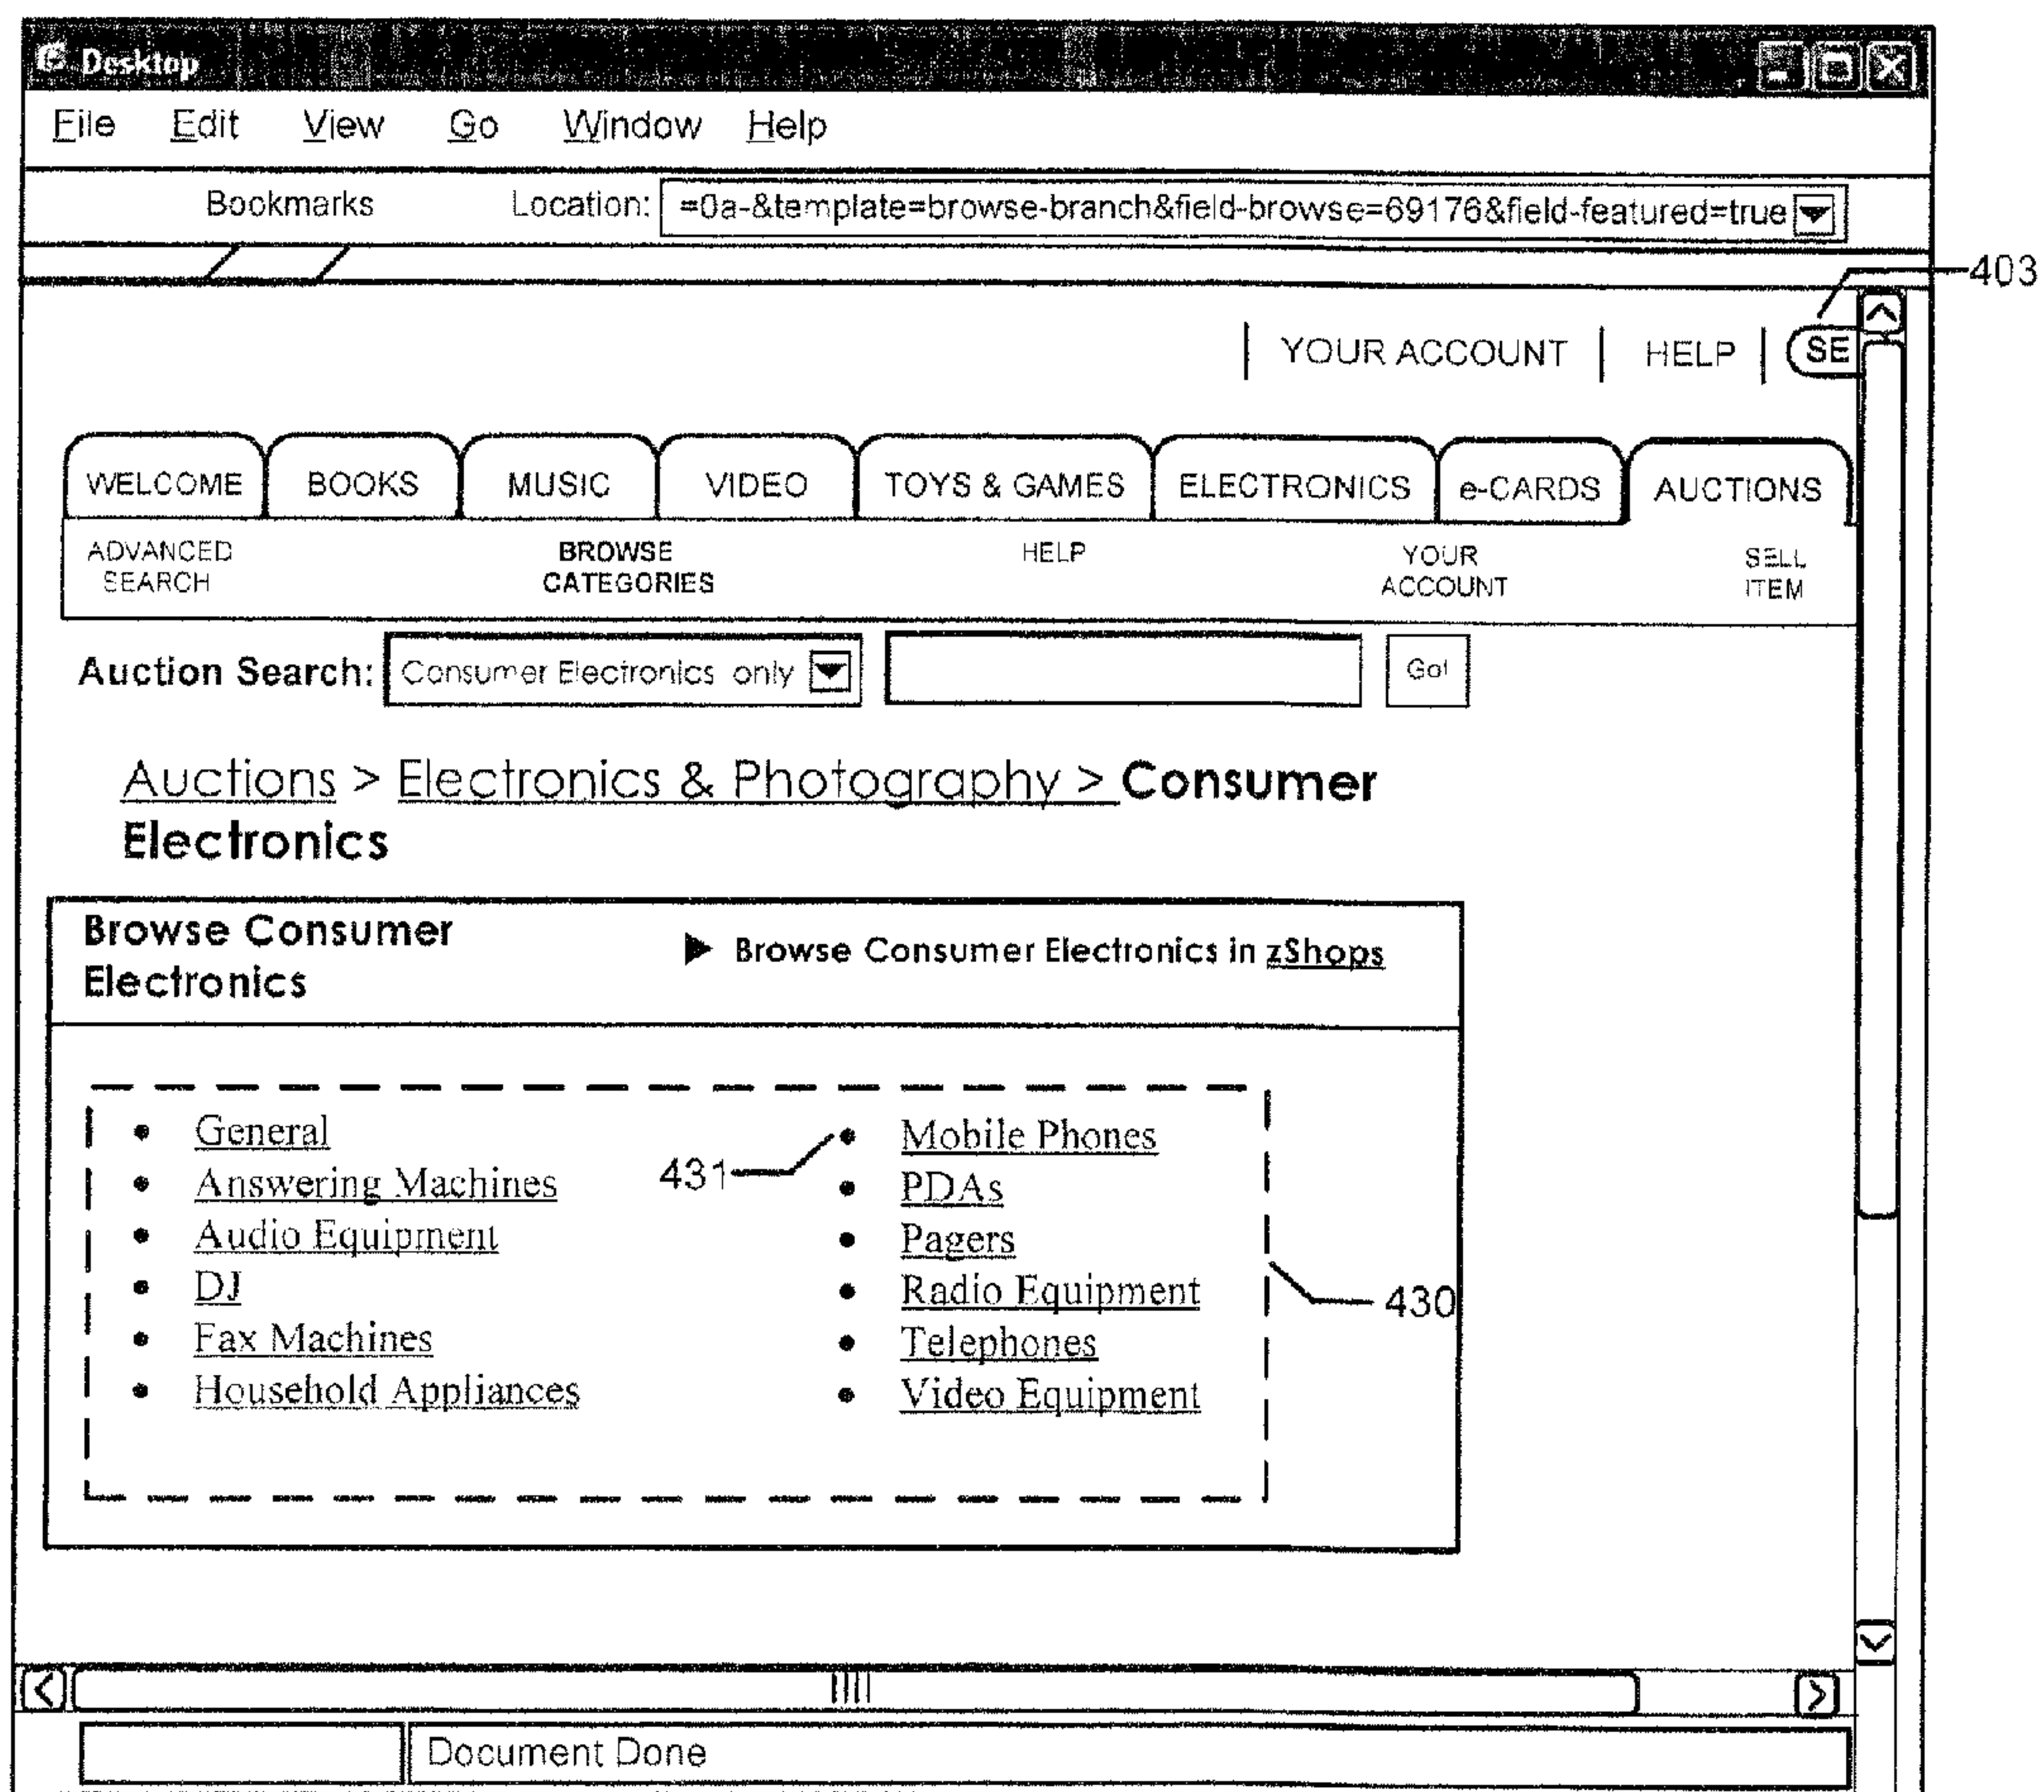 Desktop
File Edit View Go Window Help
Bookmarks Location: =0a-&template=browse-branch&field-browse=69176&field-featured=true
403
YOUR ACCOUNT HELP SE
WELCOME BOOKS MUSIC VIDEO TOYS & GAMES ELECTRONICS e-CARDS AUCTIONS
ADVANCED SEARCH BROWSE CATEGORIES HELP YOUR ACCOUNT SELL ITEM
Auction Search: Consumer Electronics only Go!
Auctions > Electronics & Photography > Consumer
Electronics
Browse Consumer
Electronics
▶ Browse Consumer Electronics in zShops
• General
• Answering Machines
• Audio Equipment
• DJ
• Fax Machines
• Household Appliances
431
• Mobile Phones
• PDAs
• Pagers
• Radio Equipment
• Telephones
• Video Equipment
430
Document Done